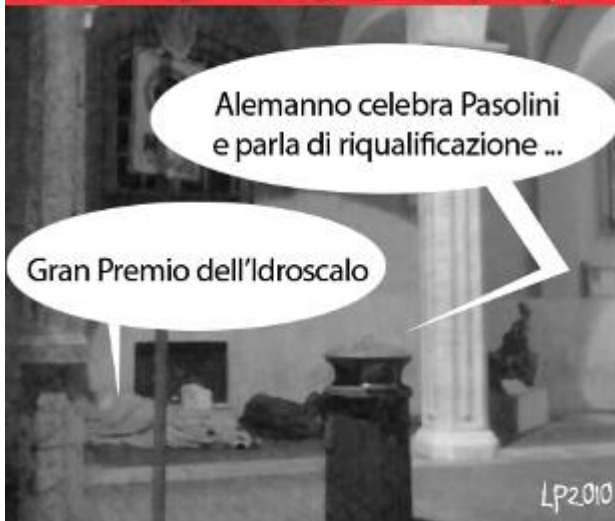 Alemanno celebra Pasolini
e parla di riqualificazione ...
Gran Premio dell'Idroscalo
LP2010